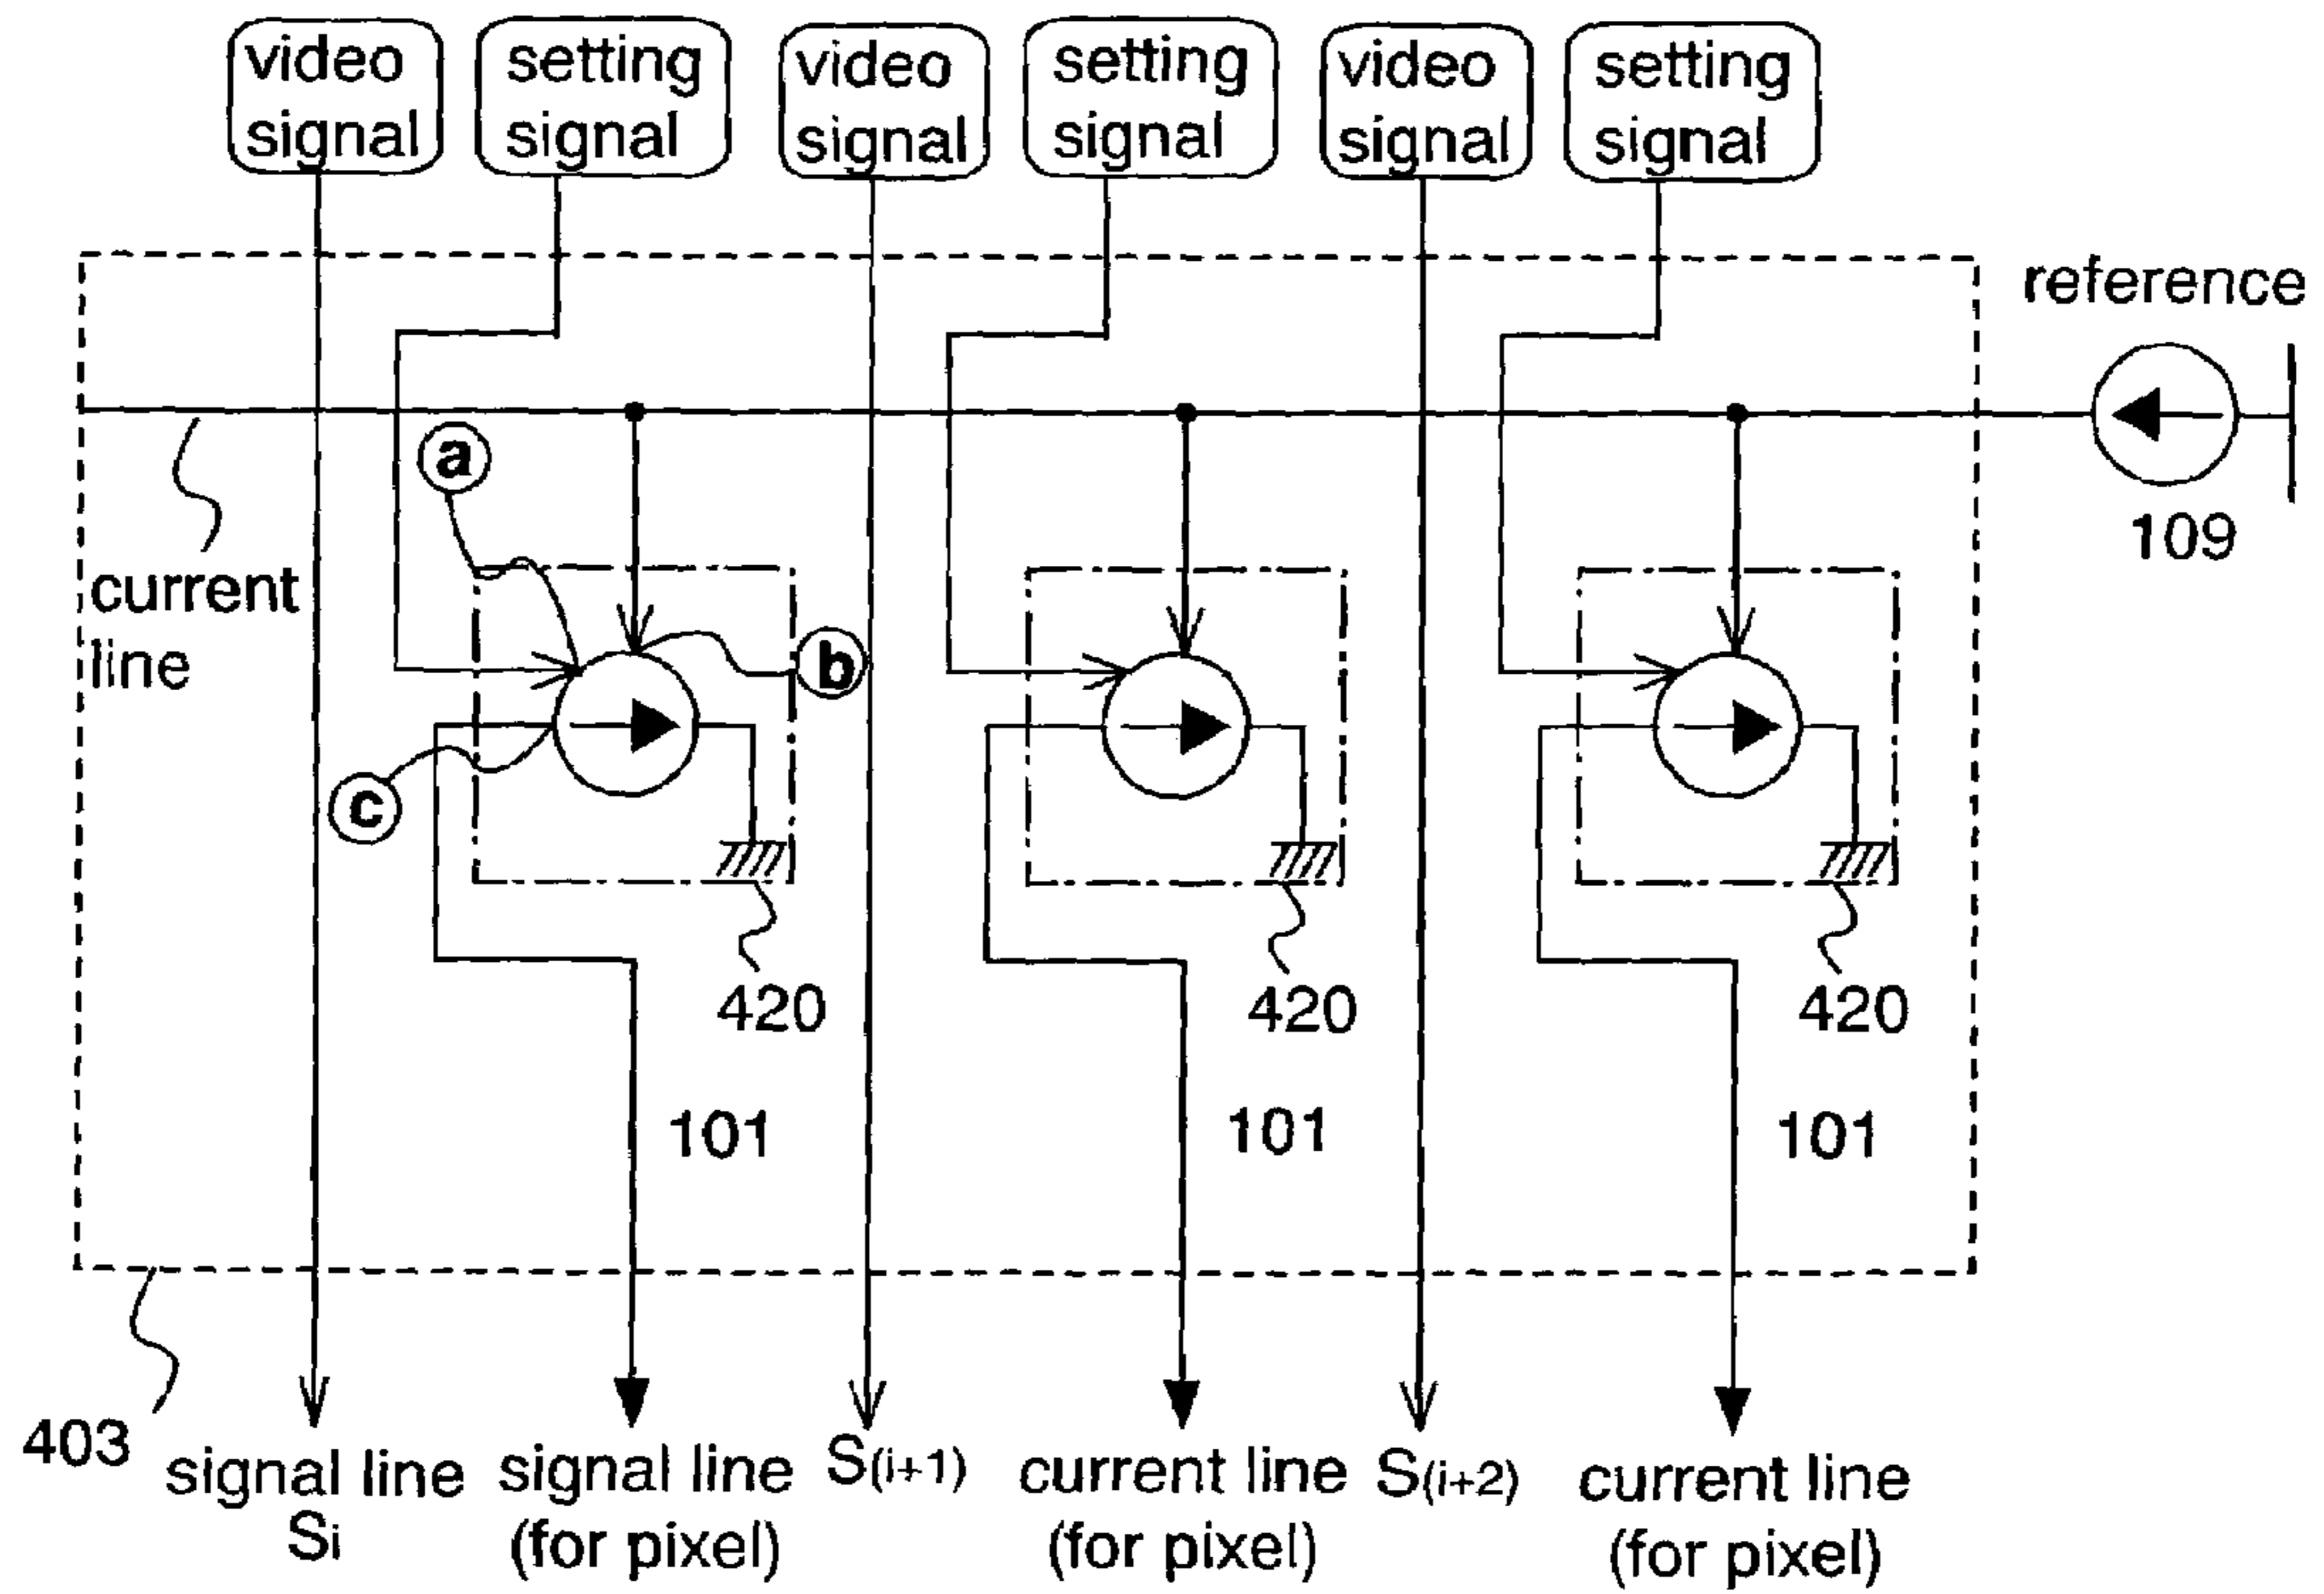 video
signal
setting
signal
video
signal
setting
signal
video
signal
setting
signal
reference
109
current
line
a
b
c
420
420
420
101
101
101
403
signal line
Si
signal line
(for pixel)
S(i+1)
current line
(for pixel)
S(i+2)
current line
(for pixel)